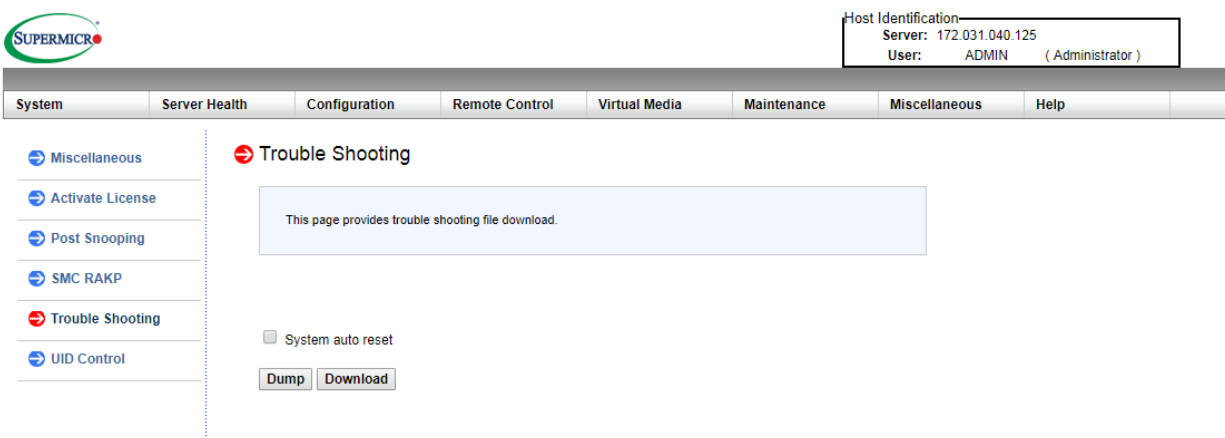 SUPERMICRO
Host Identification
Server: 172.031.040.125
User: ADMIN ( Administrator )
System Server Health Configuration Remote Control Virtual Media Maintenance Miscellaneous Help
Miscellaneous
Activate License
Post Snooping
SMC RAKP
Trouble Shooting
UID Control
Trouble Shooting
This page provides trouble shooting file download.
System auto reset
Dump Download